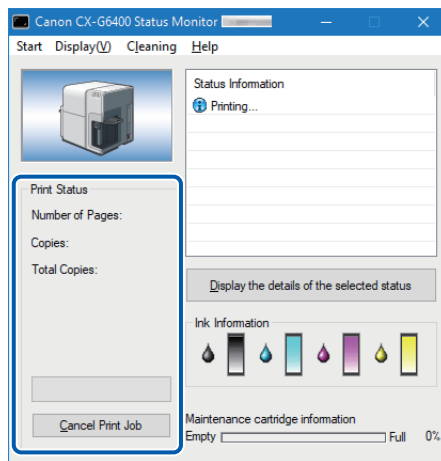 Canon CX-G6400 Status Monitor
Start Display(V) Cleaning Help
Status Information
Printing...
Print Status
Number of Pages:
Copies:
Total Copies:
Cancel Print Job
Display the details of the selected status
Ink Information
Maintenance cartridge information
Empty Full 0%